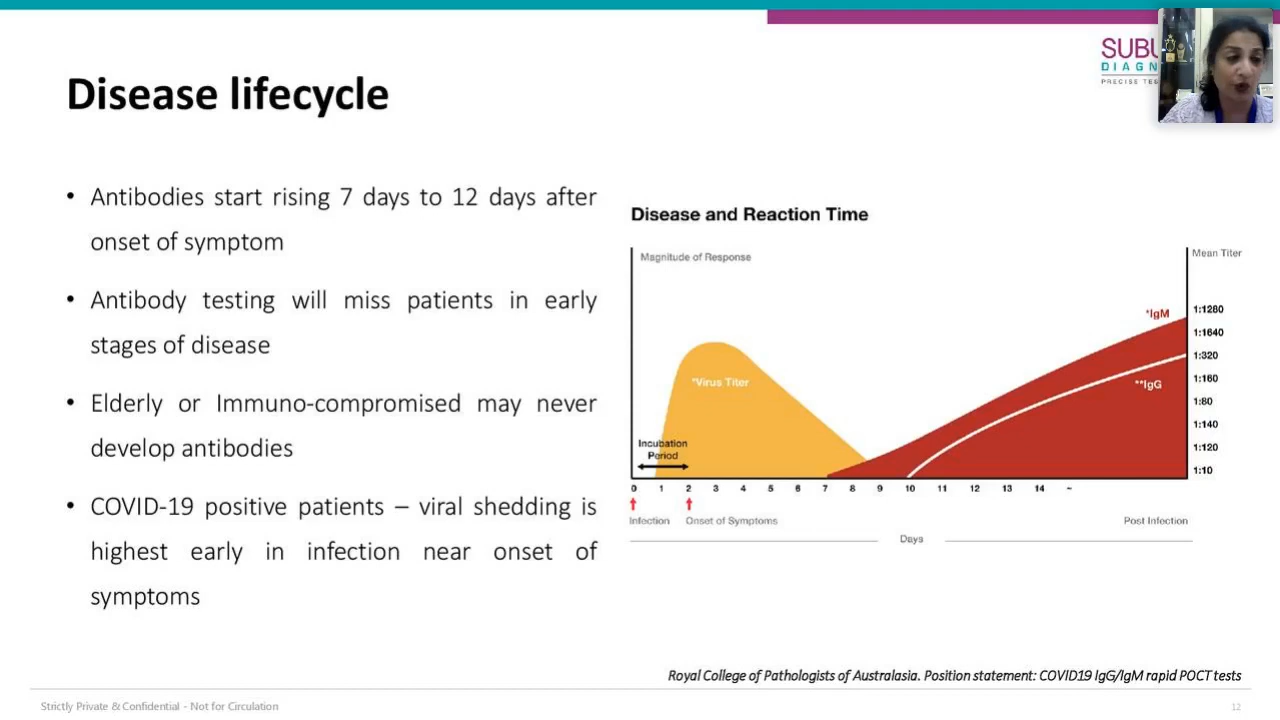 SUBU
DIAGN
PRECISE TES
Disease lifecycle
• Antibodies start rising 7 days to 12 days after
onset of symptom
• Antibody testing will miss patients in early
stages of disease
• Elderly or Immuno-compromised may never
develop antibodies
• COVID-19 positive patients – viral shedding is
highest early in infection near onset of
symptoms
Disease and Reaction Time
Magnitude of Response
Mean Titer
*IgM
**IgG
*Virus Titer
Incubation
Period
1:1280
1:1640
1:320
1:160
1:80
1:140
1:120
1:10
0 1 2 3 4 5 6 7 8 9 10 11 12 13 14 ~
Infection Onset of Symptoms Post Infection
Days
Royal College of Pathologists of Australasia. Position statement: COVID19 IgG/IgM rapid POCT tests
Strictly Private & Confidential - Not for Circulation 12